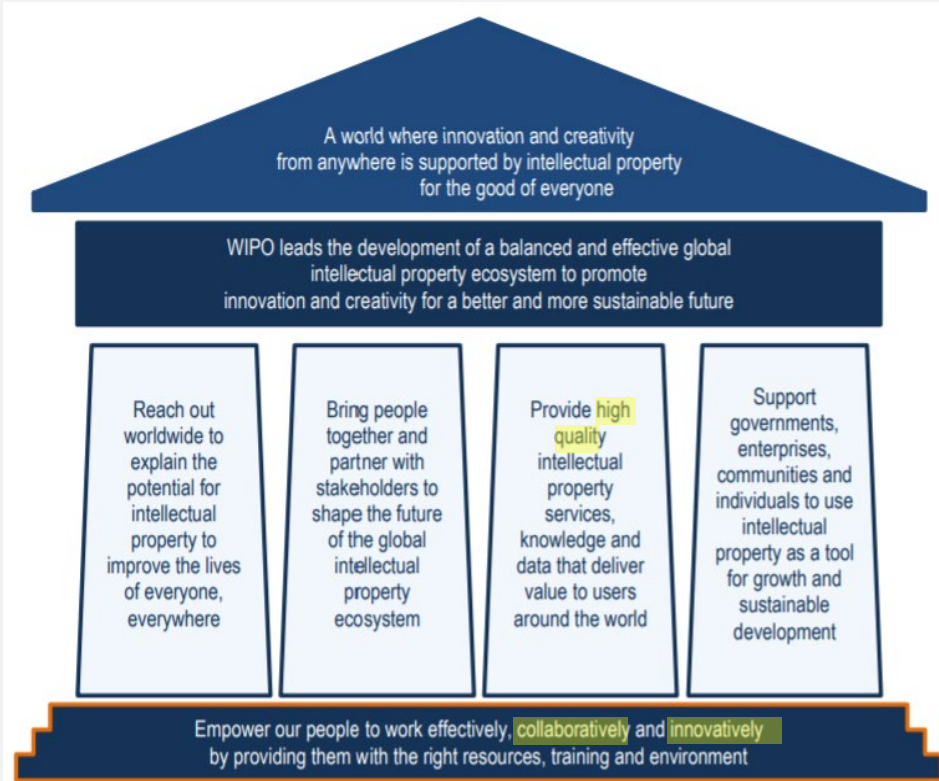 A world where innovation and creativity
from anywhere is supported by intellectual property
for the good of everyone
WIPO leads the development of a balanced and effective global
intellectual property ecosystem to promote
innovation and creativity for a better and more sustainable future
Reach out
worldwide to
explain the
potential for
intellectual
property to
improve the lives
of everyone,
everywhere
Bring people
together and
partner with
stakeholders to
shape the future
of the global
intellectual
property
ecosystem
Provide high
quality
intellectual
property
services,
knowledge and
data that deliver
value to users
around the world
Support
governments,
enterprises,
communities and
individuals to use
intellectual
property as a tool
for growth and
sustainable
development
Empower our people to work effectively, collaboratively and innovatively
by providing them with the right resources, training and environment